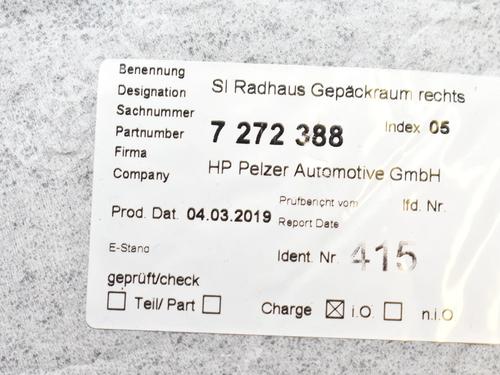 Benennung
Designation SI Radhaus Gepäckraum rechts
Sachnummer
Partnumber 7 272 388 Index 05
Firma
Company HP Pelzer Automotive GmbH
Prod. Dat. 04.03.2019 Prüfbericht vom lfd. Nr.
Report Date
E-Stand Ident. Nr. 415
geprüft/check
Teil/ Part Charge i.O. n.i.O